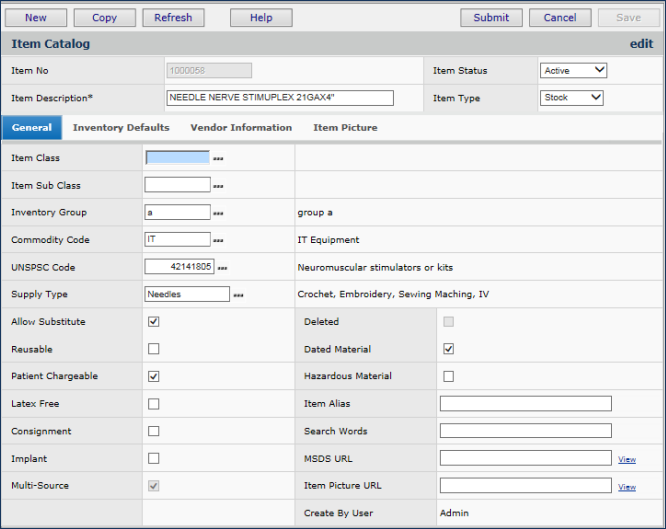 New Copy Refresh Help Submit Cancel Save
Item Catalog edit
Item No 1000058 Item Status Active
Item Description* NEEDLE NERVE STIMUPLEX 21GAX4" Item Type Stock
General Inventory Defaults Vendor Information Item Picture
Item Class
Item Sub Class
Inventory Group a group a
Commodity Code IT IT Equipment
UNSPSC Code 42141805 Neuromuscular stimulators or kits
Supply Type Needles Crochet, Embroidery, Sewing Maching, IV
Allow Substitute Deleted
Reusable Dated Material
Patient Chargeable Hazardous Material
Latex Free Item Alias
Consignment Search Words
Implant MSDS URL View
Multi-Source Item Picture URL View
Create By User Admin